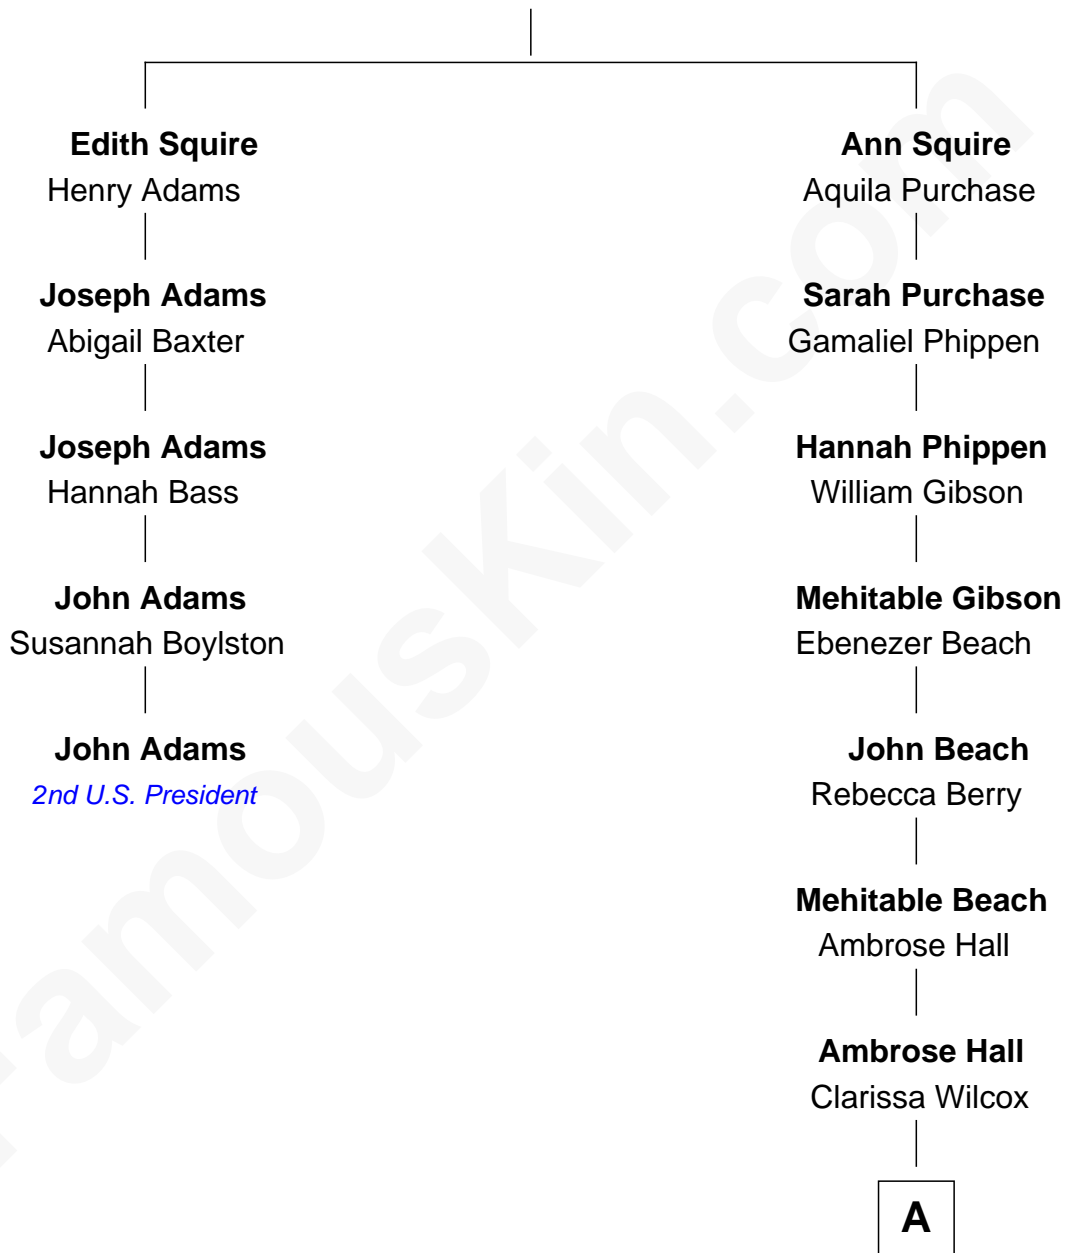 Edith Squire
Henry Adams
Joseph Adams
Abigail Baxter
Joseph Adams
Hannah Bass
John Adams
Susannah Boylston
John Adams
2nd U.S. President
Ann Squire
Aquila Purchase
Sarah Purchase
Gamaliel Phippen
Hannah Phippen
William Gibson
Mehitable Gibson
Ebenezer Beach
John Beach
Rebecca Berry
Mehitable Beach
Ambrose Hall
Ambrose Hall
Clarissa Wilcox
A
FamousKin.com